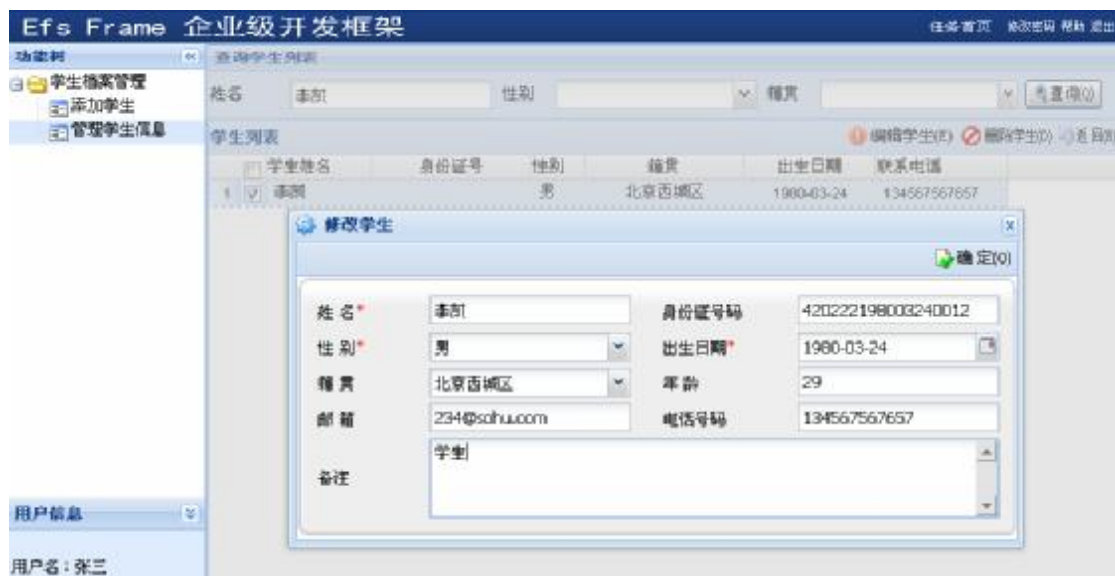 Efs Frame 企业级开发框架
任务首页 修改密码 帮助 退出
功能树 查询学生列表
学生档案管理
添加学生
管理学生信息
姓名 李刚 性别 籍贯 查询(Q)
学生列表 编辑学生(E) 删除学生(D) 返回(B)
学生姓名 身份证号 性别 籍贯 出生日期 联系电话
1 李刚 男 北京西城区 1980-03-24 134567567657
修改学生
确定(O)
姓 名* 李刚 身份证号码 420222198003240012
性 别* 男 出生日期* 1980-03-24
籍 贯 北京西城区 年 龄 29
邮 箱 234@sohu.com 电话号码 134567567657
备注 学生
用户信息
用户名：张三